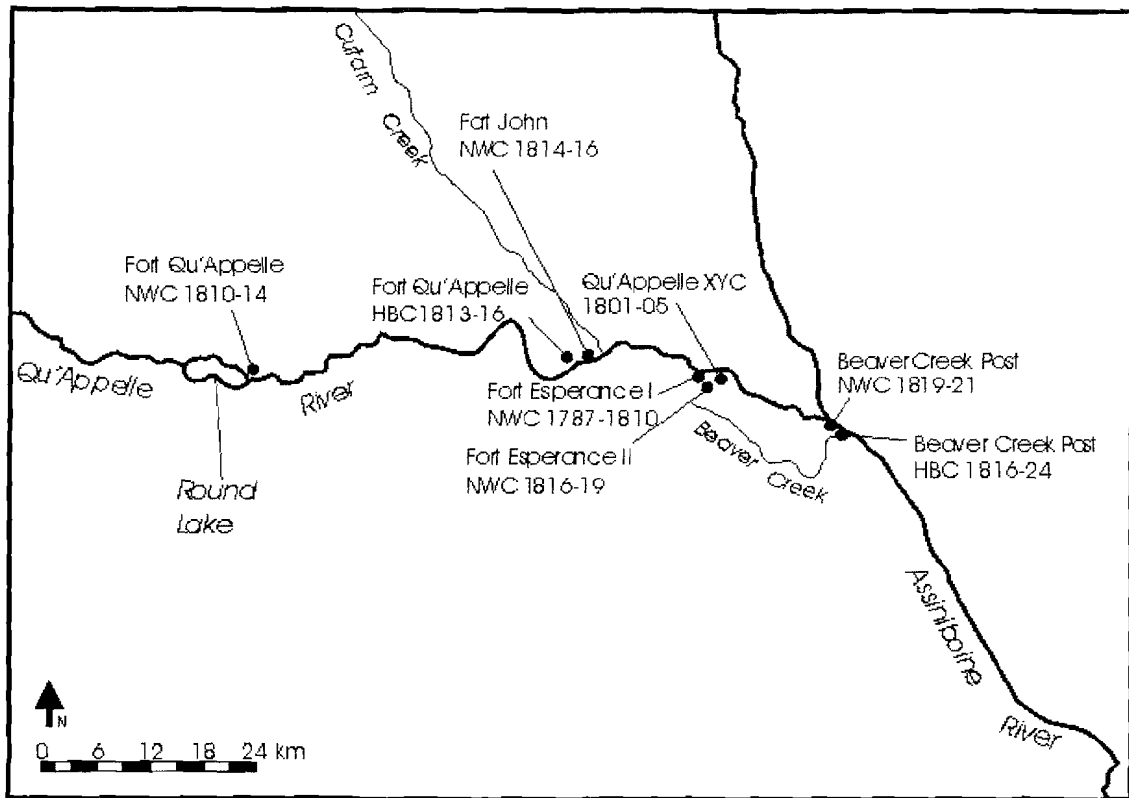 Cutarm
Creek
Fat John
NWC 1814-16
Fort Qu'Appelle
NWC 1810-14
Fort Qu'Appelle
HBC 1813-16
Qu'Appelle XYC
1801-05
Qu'Appelle
River
Beaver Creek Post
NWC 1819-21
Fort Esperance I
NWC 1787-1810
Beaver Creek
Beaver Creek Post
HBC 1816-24
Fort Esperance II
NWC 1816-19
Round
Lake
Assiniboine
River
N
0 6 12 18 24 km